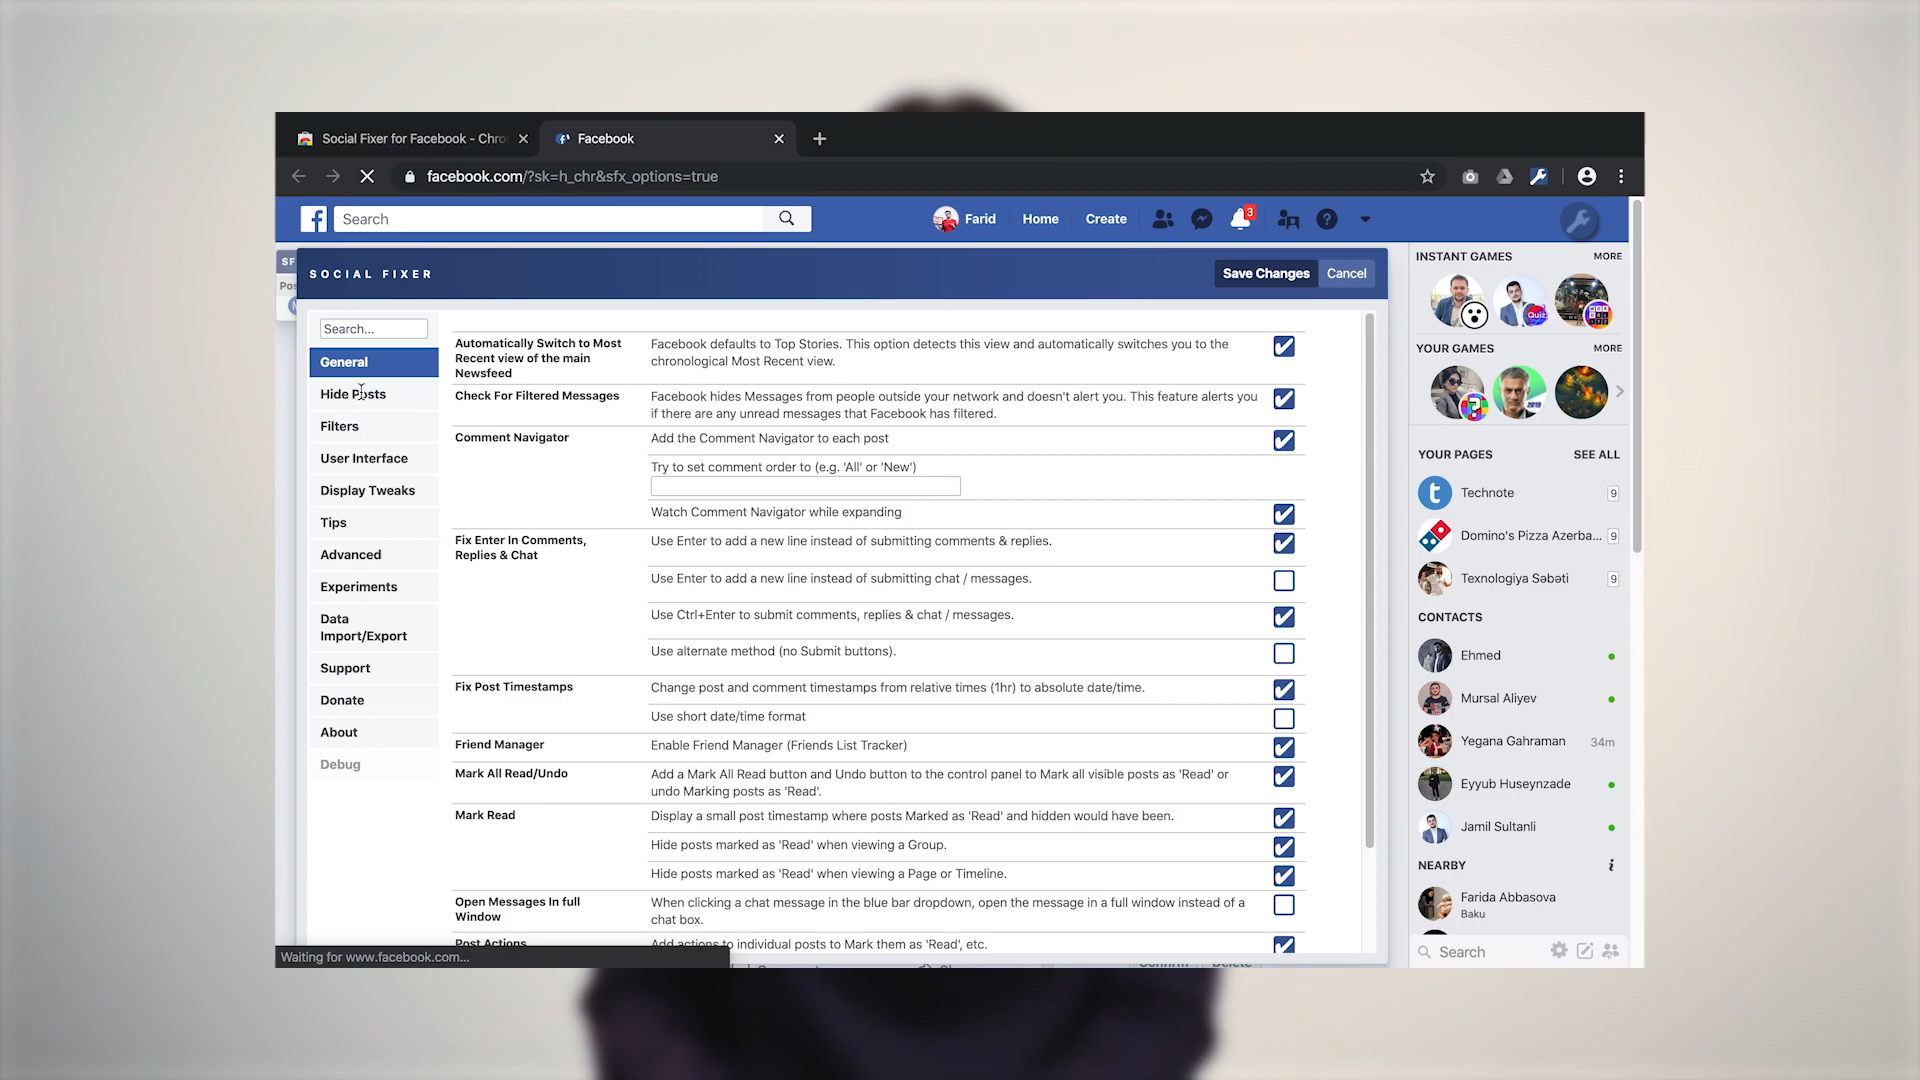 Social Fixer for Facebook - Chro
Facebook
facebook.com/?sk=h_chr&sfx_options=true
Search
Farid
Home
Create
3
SF
SOCIAL FIXER
Save Changes
Cancel
Search...
General
Hide Posts
Filters
User Interface
Display Tweaks
Tips
Advanced
Experiments
Data
Import/Export
Support
Donate
About
Debug
Automatically Switch to Most
Recent view of the main
Newsfeed
Facebook defaults to Top Stories. This option detects this view and automatically switches you to the
chronological Most Recent view.
Check For Filtered Messages
Facebook hides Messages from people outside your network and doesn't alert you. This feature alerts you
if there are any unread messages that Facebook has filtered.
Comment Navigator
Add the Comment Navigator to each post
Try to set comment order to (e.g. 'All' or 'New')
Watch Comment Navigator while expanding
Fix Enter In Comments,
Replies & Chat
Use Enter to add a new line instead of submitting comments & replies.
Use Enter to add a new line instead of submitting chat / messages.
Use Ctrl+Enter to submit comments, replies & chat / messages.
Use alternate method (no Submit buttons).
Fix Post Timestamps
Change post and comment timestamps from relative times (1hr) to absolute date/time.
Use short date/time format
Friend Manager
Enable Friend Manager (Friends List Tracker)
Mark All Read/Undo
Add a Mark All Read button and Undo button to the control panel to Mark all visible posts as 'Read' or
undo Marking posts as 'Read'.
Mark Read
Display a small post timestamp where posts Marked as 'Read' and hidden would have been.
Hide posts marked as 'Read' when viewing a Group.
Hide posts marked as 'Read' when viewing a Page or Timeline.
Open Messages In full
Window
When clicking a chat message in the blue bar dropdown, open the message in a full window instead of a
chat box.
Post Actions
Add actions to individual posts to Mark them as 'Read', etc.
Waiting for www.facebook.com...
Confirm
Delete
INSTANT GAMES
MORE
Quiz
YOUR GAMES
MORE
2019
YOUR PAGES
SEE ALL
Technote
9
Domino's Pizza Azerba...
9
Texnologiya Səbəti
9
CONTACTS
Ehmed
Mursal Aliyev
Yegana Gahraman
34m
Eyyub Huseynzade
Jamil Sultanli
NEARBY
Farida Abbasova
Baku
Search